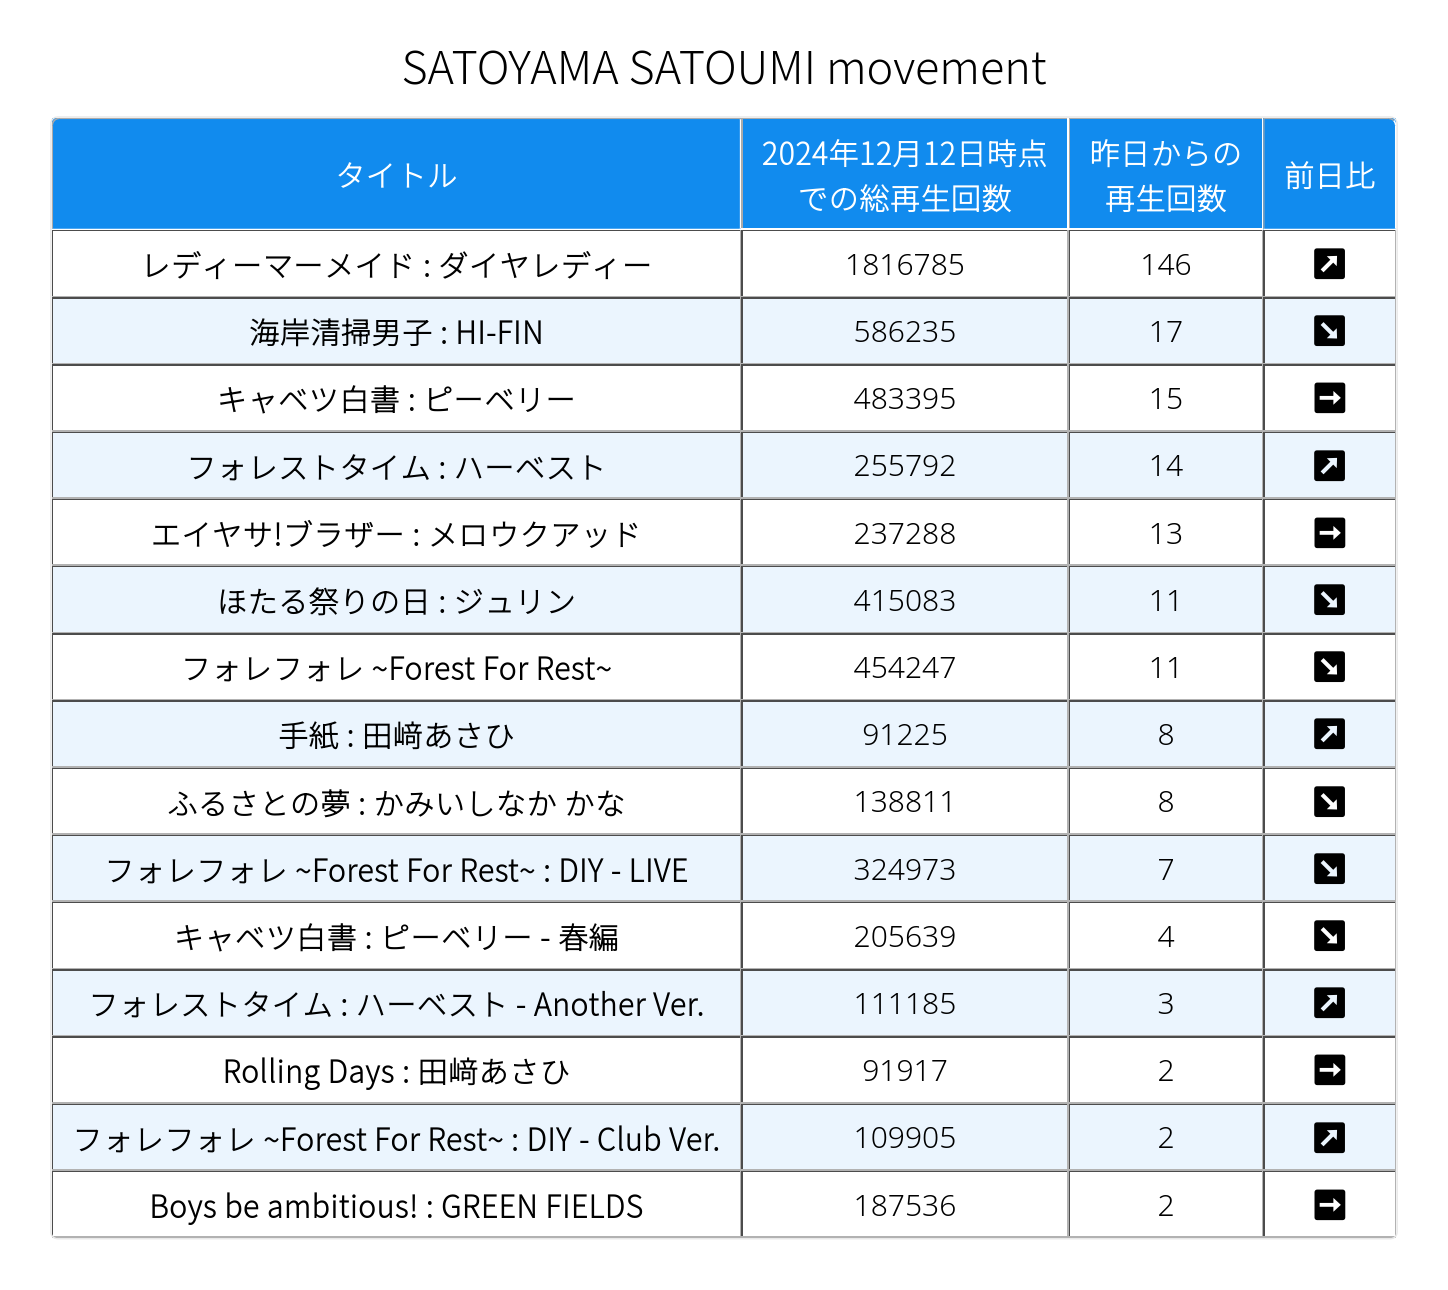 SATOYAMA SATOUMI movement
タイトル 2024年12月12日時点での総再生回数 昨日からの再生回数 前日比
レディーマーメイド : ダイヤレディー 1816785 146 ↗
海岸清掃男子 : HI-FIN 586235 17 ↘
キャベツ白書 : ピーベリー 483395 15 →
フォレストタイム : ハーベスト 255792 14 ↗
エイヤサ!ブラザー : メロウクアッド 237288 13 →
ほたる祭りの日 : ジュリン 415083 11 ↘
フォレフォレ ~Forest For Rest~ 454247 11 ↘
手紙 : 田﨑あさひ 91225 8 ↗
ふるさとの夢 : かみいしなか かな 138811 8 ↘
フォレフォレ ~Forest For Rest~ : DIY - LIVE 324973 7 ↘
キャベツ白書 : ピーベリー - 春編 205639 4 ↘
フォレストタイム : ハーベスト - Another Ver. 111185 3 ↗
Rolling Days : 田﨑あさひ 91917 2 →
フォレフォレ ~Forest For Rest~ : DIY - Club Ver. 109905 2 ↗
Boys be ambitious! : GREEN FIELDS 187536 2 →